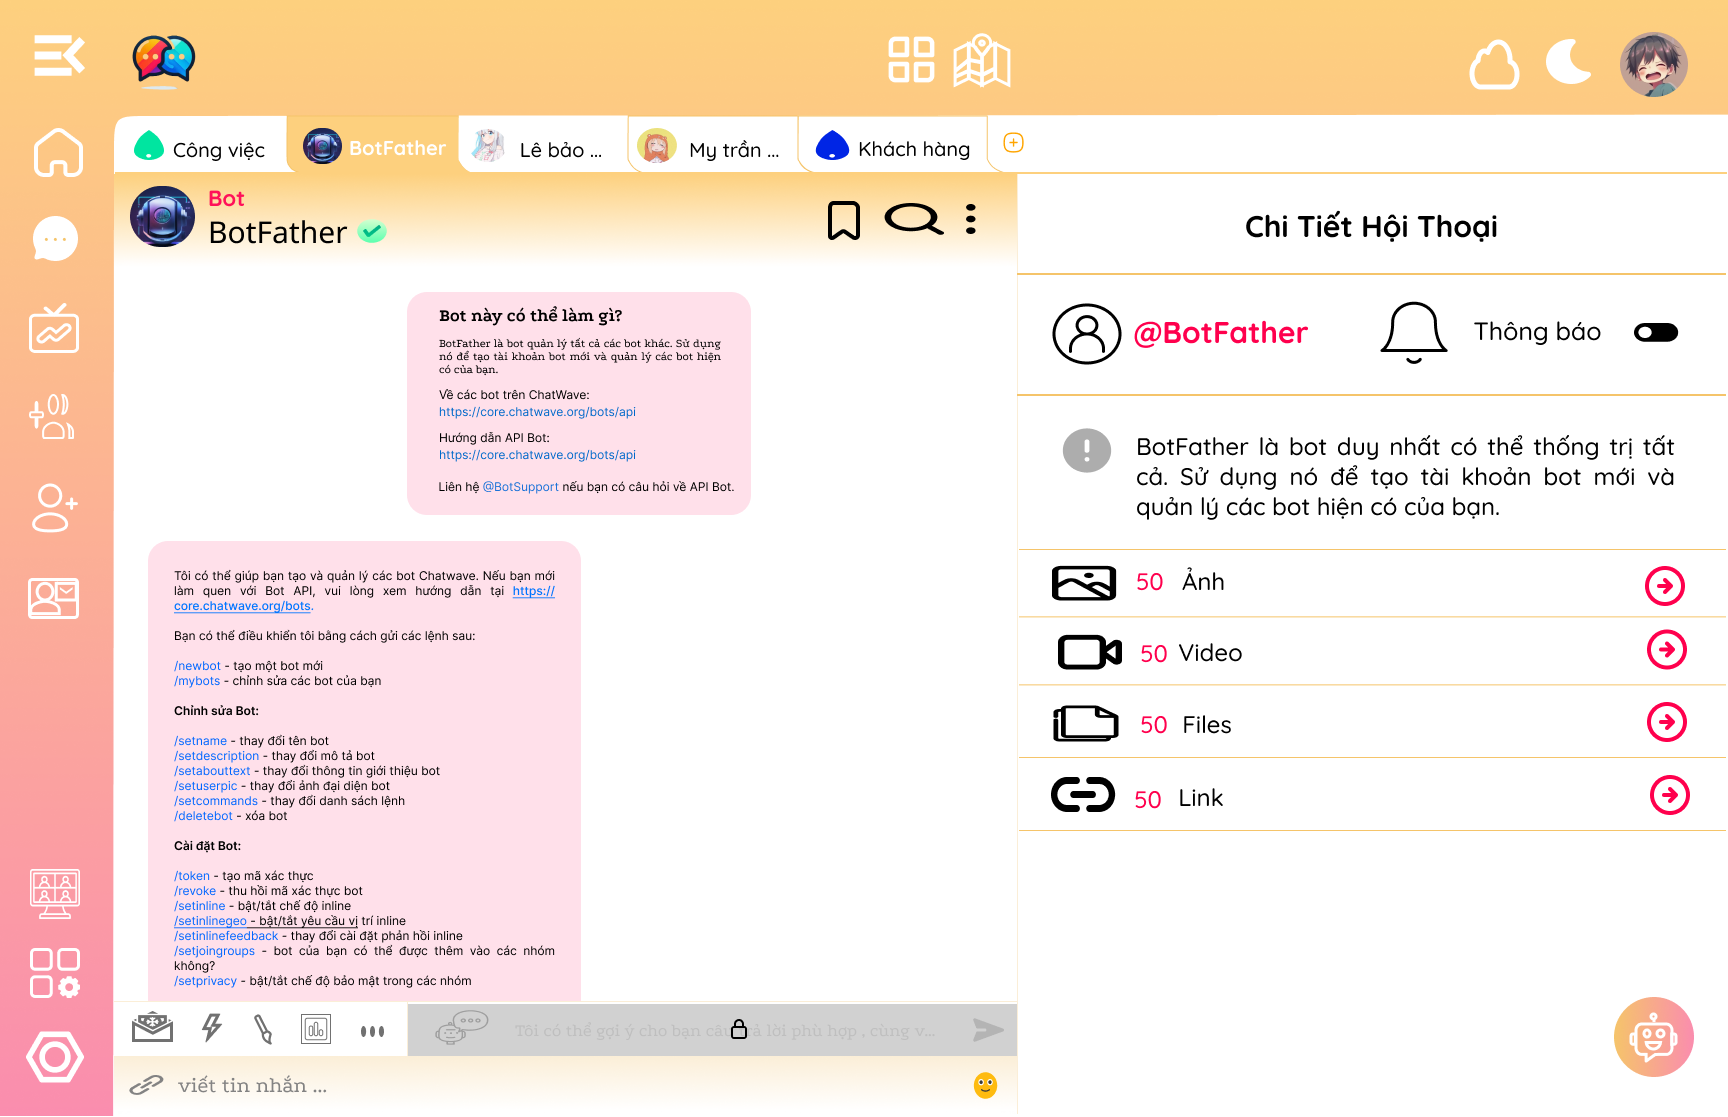 Công việc
BotFather
Lê bảo ...
My trần ...
Khách hàng
Bot
BotFather
Bot này có thể làm gì?
BotFather là bot quản lý tất cả các bot khác. Sử dụng
nó để tạo tài khoản bot mới và quản lý các bot hiện
có của bạn.
Về các bot trên ChatWave:
https://core.chatwave.org/bots/api
Hướng dẫn API Bot:
https://core.chatwave.org/bots/api
Liên hệ @BotSupport nếu bạn có câu hỏi về API Bot.
Tôi có thể giúp bạn tạo và quản lý các bot Chatwave. Nếu bạn mới
làm quen với Bot API, vui lòng xem hướng dẫn tại https://
core.chatwave.org/bots.
Bạn có thể điều khiển tôi bằng cách gửi các lệnh sau:
/newbot - tạo một bot mới
/mybots - chỉnh sửa các bot của bạn
Chỉnh sửa Bot:
/setname - thay đổi tên bot
/setdescription - thay đổi mô tả bot
/setabouttext - thay đổi thông tin giới thiệu bot
/setuserpic - thay đổi ảnh đại diện bot
/setcommands - thay đổi danh sách lệnh
/deletebot - xóa bot
Cài đặt Bot:
/token - tạo mã xác thực
/revoke - thu hồi mã xác thực bot
/setinline - bật/tắt chế độ inline
/setinlinegeo - bật/tắt yêu cầu vị trí inline
/setinlinefeedback - thay đổi cài đặt phản hồi inline
/setjoingroups - bot của bạn có thể được thêm vào các nhóm
không?
/setprivacy - bật/tắt chế độ bảo mật trong các nhóm
Tôi có thể gợi ý cho bạn câu ả lời phù hợp , cùng v...
viết tin nhắn ...
Chi Tiết Hội Thoại
@BotFather
Thông báo
BotFather là bot duy nhất có thể thống trị tất
cả. Sử dụng nó để tạo tài khoản bot mới và
quản lý các bot hiện có của bạn.
50 Ảnh
50 Video
50 Files
50 Link